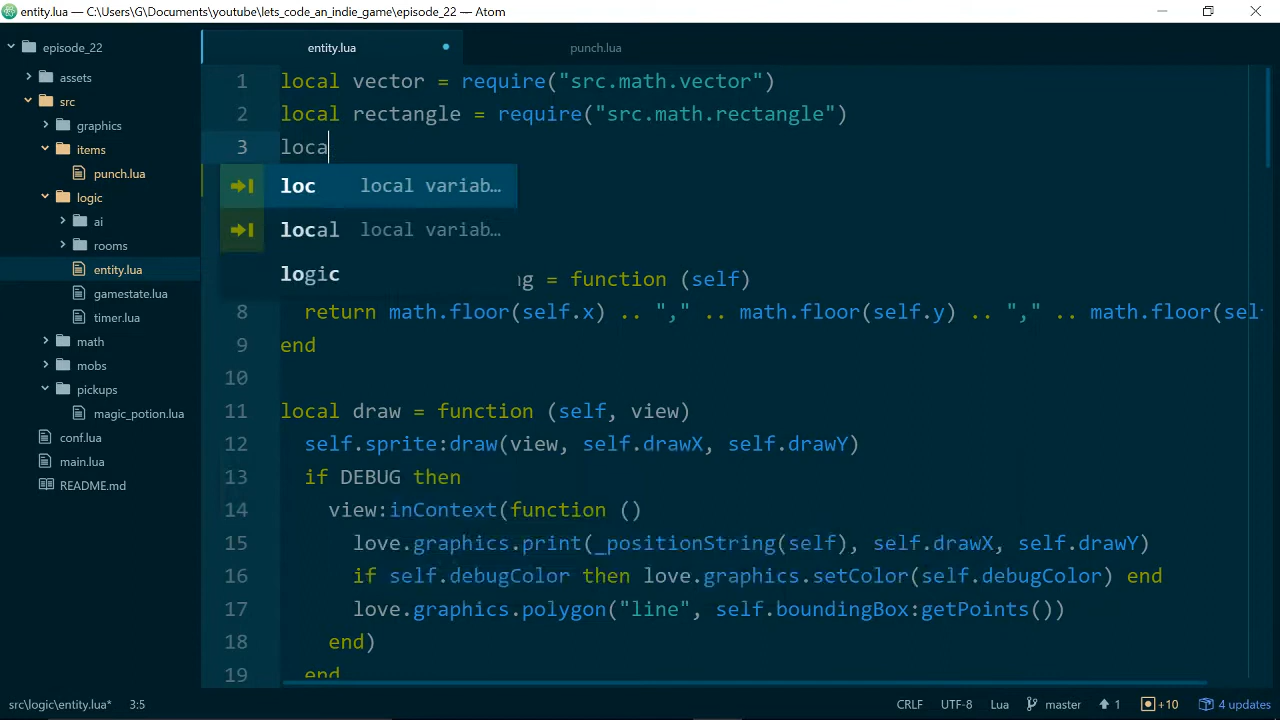 entity.lua — C:\Users\G\Documents\youtube\lets_code_an_indie_game\episode_22 — Atom
episode_22
assets
src
graphics
items
punch.lua
logic
ai
rooms
entity.lua
gamestate.lua
timer.lua
math
mobs
pickups
magic_potion.lua
conf.lua
main.lua
README.md
entity.lua
punch.lua
1 local vector = require("src.math.vector")
2 local rectangle = require("src.math.rectangle")
3 loca
loc local variab…
local local variab…
logic
g = function (self)
8 return math.floor(self.x) .. "," .. math.floor(self.y) .. "," .. math.floor(sel
9 end
10
11 local draw = function (self, view)
12 self.sprite:draw(view, self.drawX, self.drawY)
13 if DEBUG then
14 view:inContext(function ()
15 love.graphics.print(_positionString(self), self.drawX, self.drawY)
16 if self.debugColor then love.graphics.setColor(self.debugColor) end
17 love.graphics.polygon("line", self.boundingBox:getPoints())
18 end)
19 end
src\logic\entity.lua* 3:5
CRLF UTF-8 Lua master 1 +10 4 updates